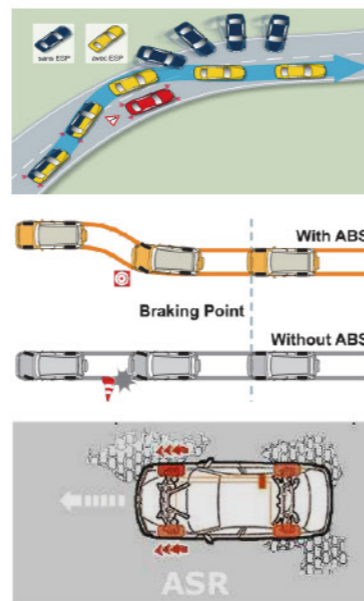 sans ESP
avec ESP
With ABS
Braking Point
Without ABS
ASR